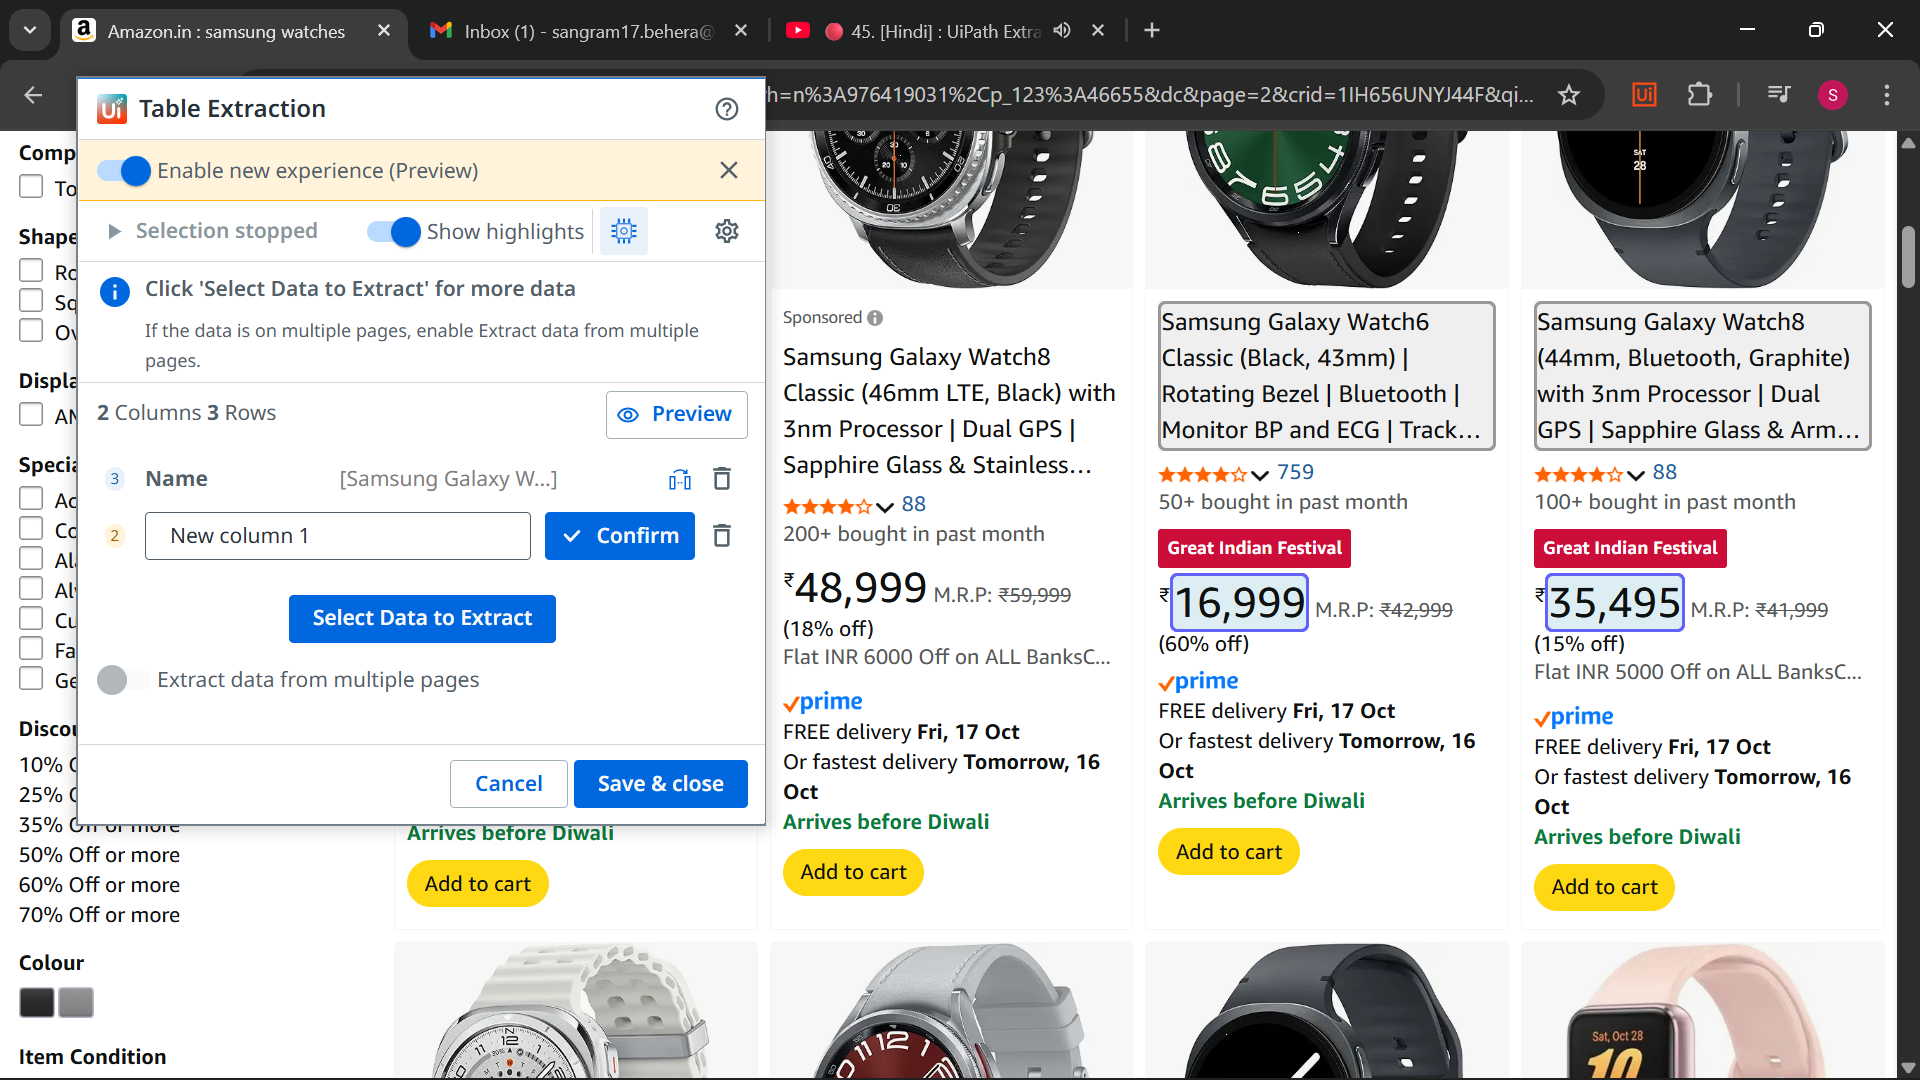 Amazon.in : samsung watches
Inbox (1) - sangram17.behera@
45. [Hindi] : UiPath Extra
h=n%3A976419031%2Cp_123%3A46655&dc&page=2&crid=1IH656UNYJ44F&qi...
Ui
S
Ui Table Extraction
Enable new experience (Preview)
Selection stopped
Show highlights
Click 'Select Data to Extract' for more data
If the data is on multiple pages, enable Extract data from multiple
pages.
2 Columns 3 Rows
Preview
3 Name [Samsung Galaxy W...]
2 New column 1
Confirm
Select Data to Extract
Extract data from multiple pages
Cancel
Save & close
Comp
To
Shape
Ro
Sq
Ov
Displa
AM
Specia
Ac
Co
Ala
Alv
Cu
Fa
Ge
Discou
10% O
25% O
35% Off or more
50% Off or more
60% Off or more
70% Off or more
Colour
Item Condition
Arrives before Diwali
Add to cart
Sponsored
Samsung Galaxy Watch8
Classic (46mm LTE, Black) with
3nm Processor | Dual GPS |
Sapphire Glass & Stainless...
88
200+ bought in past month
₹48,999 M.R.P: ₹59,999
(18% off)
Flat INR 6000 Off on ALL BanksC...
prime
FREE delivery Fri, 17 Oct
Or fastest delivery Tomorrow, 16
Oct
Arrives before Diwali
Add to cart
Samsung Galaxy Watch6
Classic (Black, 43mm) |
Rotating Bezel | Bluetooth |
Monitor BP and ECG | Track...
759
50+ bought in past month
Great Indian Festival
₹16,999 M.R.P: ₹42,999
(60% off)
prime
FREE delivery Fri, 17 Oct
Or fastest delivery Tomorrow, 16
Oct
Arrives before Diwali
Add to cart
SAT
28
Samsung Galaxy Watch8
(44mm, Bluetooth, Graphite)
with 3nm Processor | Dual
GPS | Sapphire Glass & Arm...
88
100+ bought in past month
Great Indian Festival
₹35,495 M.R.P: ₹41,999
(15% off)
Flat INR 5000 Off on ALL BanksC...
prime
FREE delivery Fri, 17 Oct
Or fastest delivery Tomorrow, 16
Oct
Arrives before Diwali
Add to cart
Sat, Oct 28
10